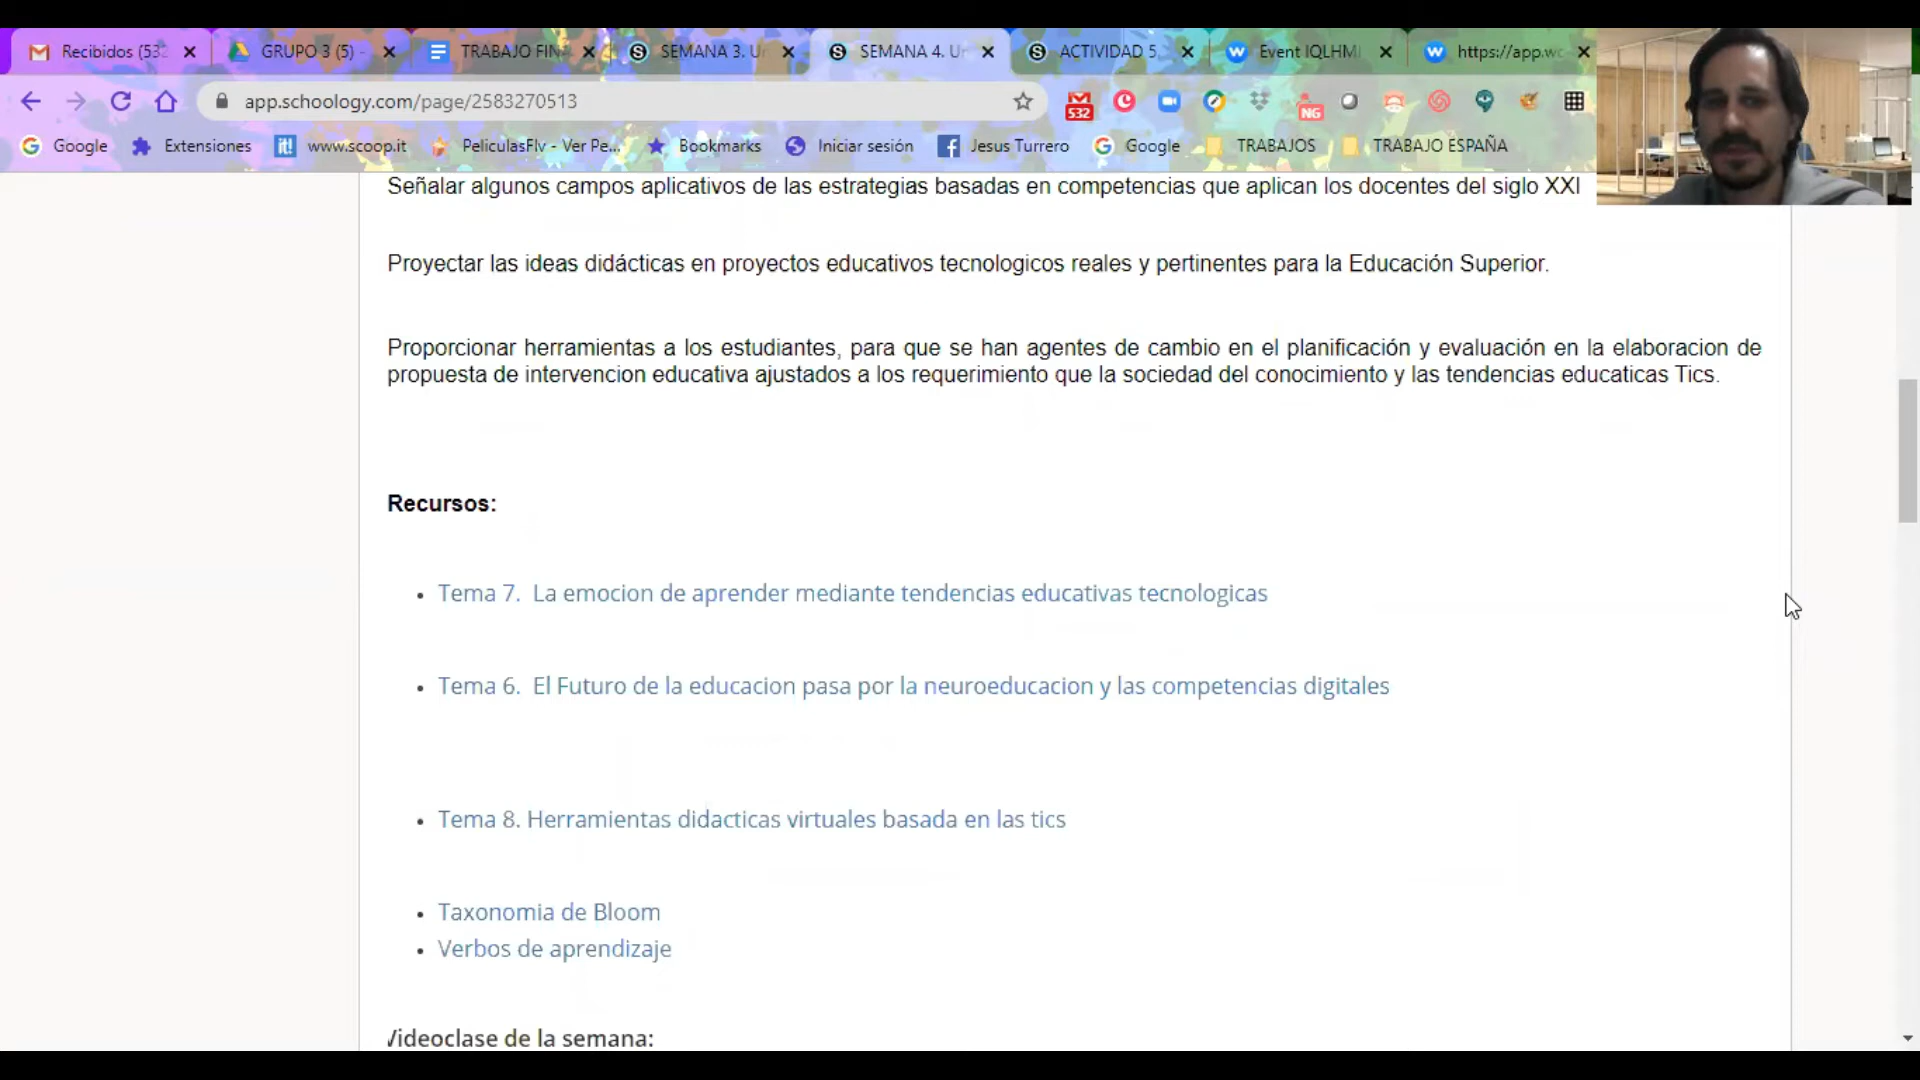 Recibidos (532
GRUPO 3 (5) -
TRABAJO FINA
SEMANA 3. U
SEMANA 4. U
ACTIVIDAD 5
Event IQLHM
https://app.wo
app.schoology.com/page/2583270513
532
NG
Google
Extensiones
it!
www.scoop.it
PeliculasFlv - Ver Pe...
Bookmarks
Iniciar sesión
Jesus Turrero
Google
TRABAJOS
TRABAJO ESPAÑA
Señalar algunos campos aplicativos de las estrategias basadas en competencias que aplican los docentes del siglo XXI
Proyectar las ideas didácticas en proyectos educativos tecnologicos reales y pertinentes para la Educación Superior.
Proporcionar herramientas a los estudiantes, para que se han agentes de cambio en el planificación y evaluación en la elaboracion de
propuesta de intervencion educativa ajustados a los requerimiento que la sociedad del conocimiento y las tendencias educaticas Tics.
Recursos:
• Tema 7. La emocion de aprender mediante tendencias educativas tecnologicas
• Tema 6. El Futuro de la educacion pasa por la neuroeducacion y las competencias digitales
• Tema 8. Herramientas didacticas virtuales basada en las tics
• Taxonomia de Bloom
• Verbos de aprendizaje
Videoclase de la semana: